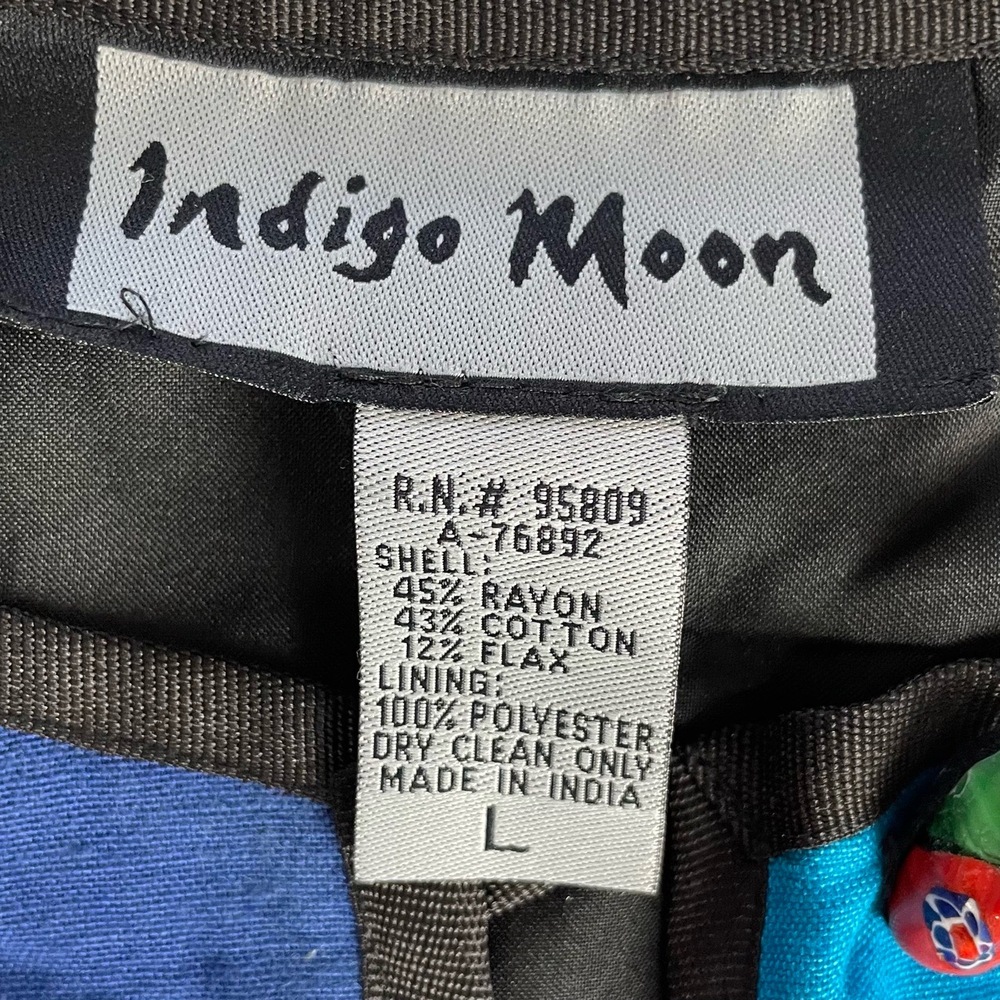 Indigo Moon
R.N.# 95809
A-76892
SHELL:
45% RAYON
43% COTTON
12% FLAX
LINING:
100% POLYESTER
DRY CLEAN ONLY
MADE IN INDIA
L